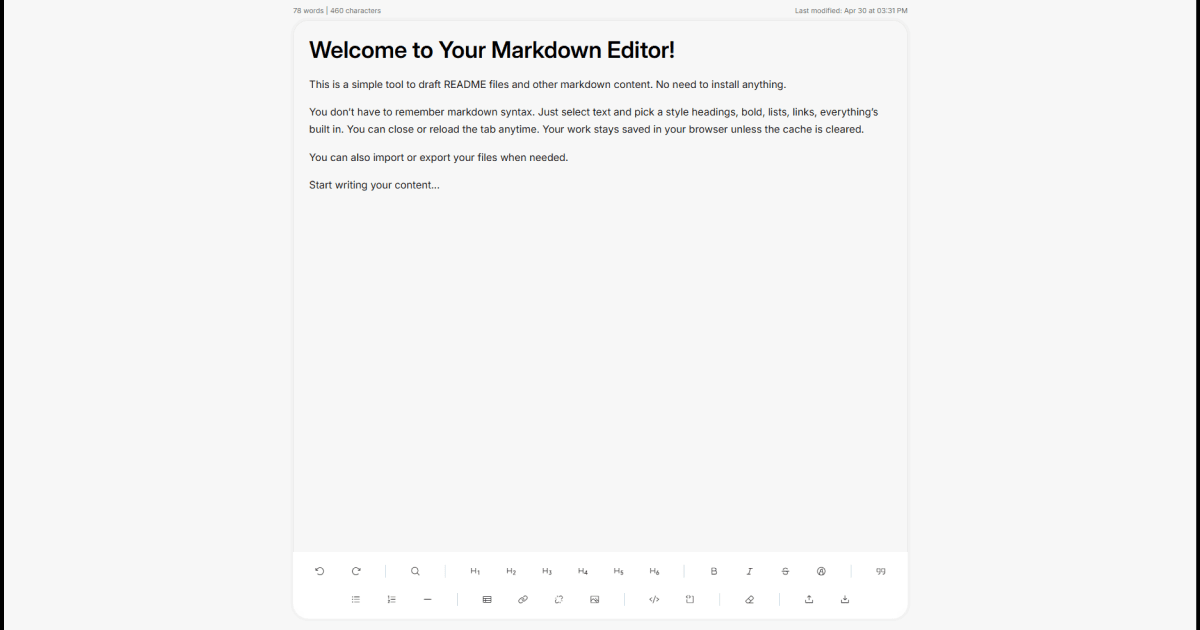 78 words | 460 characters
Last modified: Apr 30 at 03:31 PM
Welcome to Your Markdown Editor!
This is a simple tool to draft README files and other markdown content. No need to install anything.
You don't have to remember markdown syntax. Just select text and pick a style headings, bold, lists, links, everything's
built in. You can close or reload the tab anytime. Your work stays saved in your browser unless the cache is cleared.
You can also import or export your files when needed.
Start writing your content...
H1 H2 H3 H4 H5 H6 B I S A